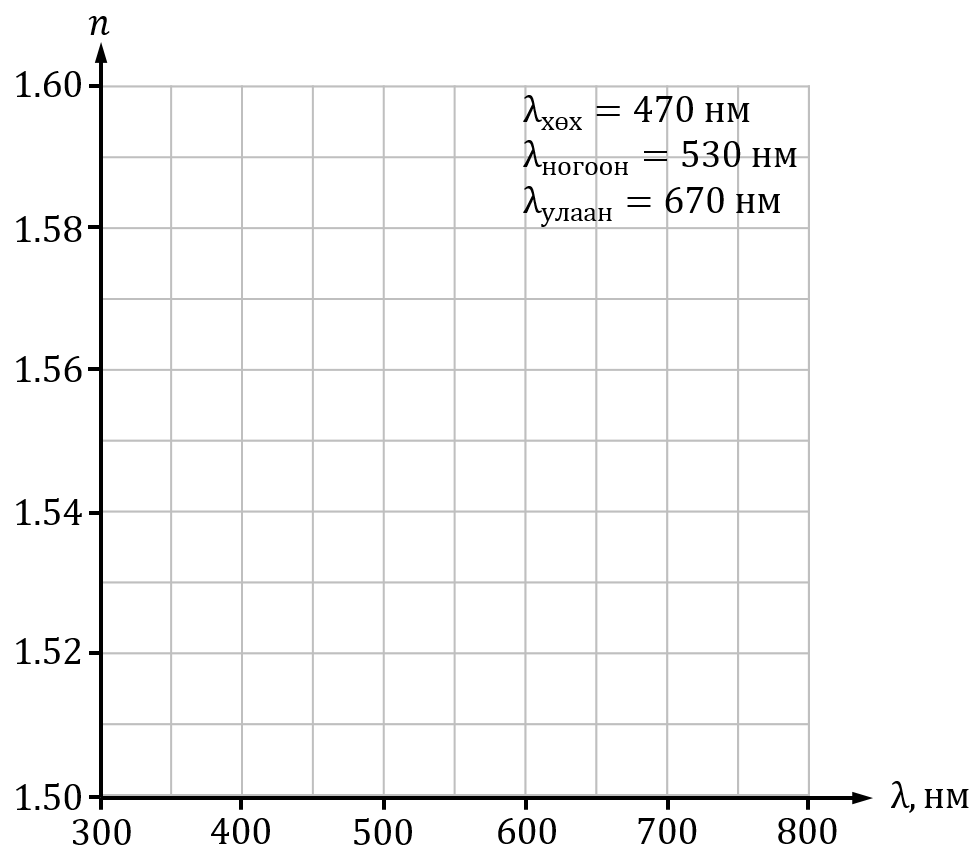 n
1.60
λхөх = 470 нм
λногоон = 530 нм
λулаан = 670 нм
1.58
1.56
1.54
1.52
1.50
λ, нм
300 400 500 600 700 800